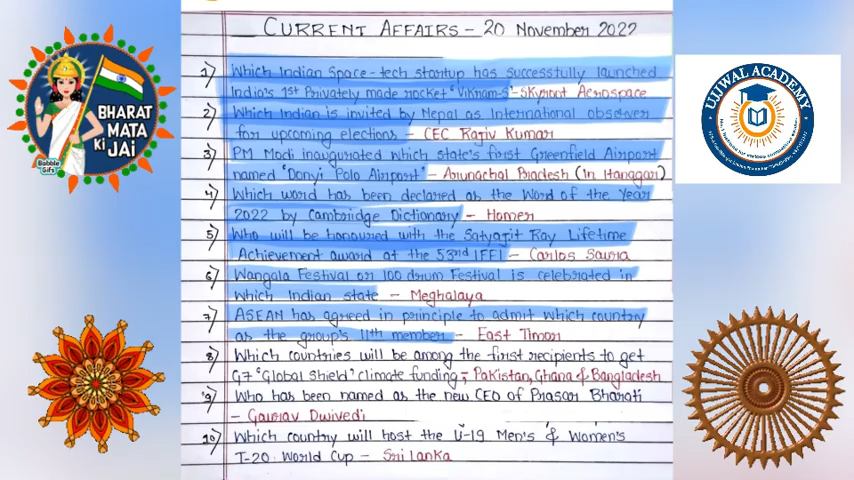 CURRENT AFFAIRS - 20 November 2022
1) Which Indian Space-tech startup has successfully launched
India's 1st Privately made rocket "Vikram-S" - Skyroot Aerospace
2) Which Indian is invited by Nepal as International observer
for upcoming elections - CEC Rajiv Kumar
3) PM Modi inaugurated which state's first Greenfield Airport
named 'Donyi Polo Airport' - Arunachal Pradesh (in Itanagar)
4) Which word has been declared as the Word of the Year
2022 by Cambridge Dictionary - Homer
5) Who will be honoured with the Satyajit Ray Lifetime
Achievement award at the 53rd IFFI - Carlos Saura
6) Wangala Festival or 100 drum Festival is celebrated in
which Indian state - Meghalaya
7) ASEAN has agreed in principle to admit which country
as the group's 11th member - East Timor
8) Which countries will be among the first recipients to get
G7 'Global Shield' climate funding - Pakistan, Ghana & Bangladesh
9) Who has been named as the new CEO of Prasar Bharati
- Gaurav Dwivedi
10) Which country will host the U-19 Men's & Women's
T-20 World Cup - Sri Lanka
BHARAT
MATA
KI
JAI
Babble
Gifs
UJJWAL ACADEMY